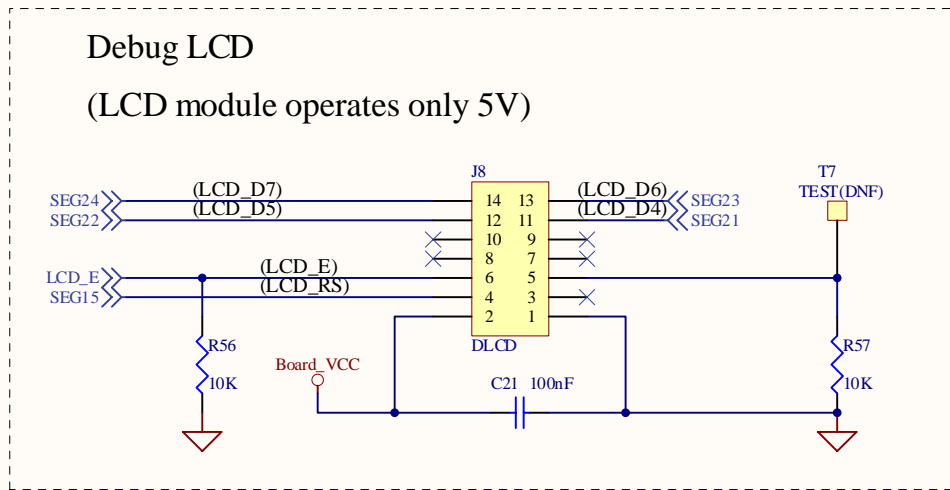 Debug LCD
(LCD module operates only 5V)
J8
T7
TEST(DNF)
SEG24 (LCD_D7) 14 13 (LCD_D6) SEG23
SEG22 (LCD_D5) 12 11 (LCD_D4) SEG21
10 9
8 7
LCD_E (LCD_E) 6 5
SEG15 (LCD_RS) 4 3
2 1
DLCD
R56
10K
R57
10K
Board_VCC
C21 100nF